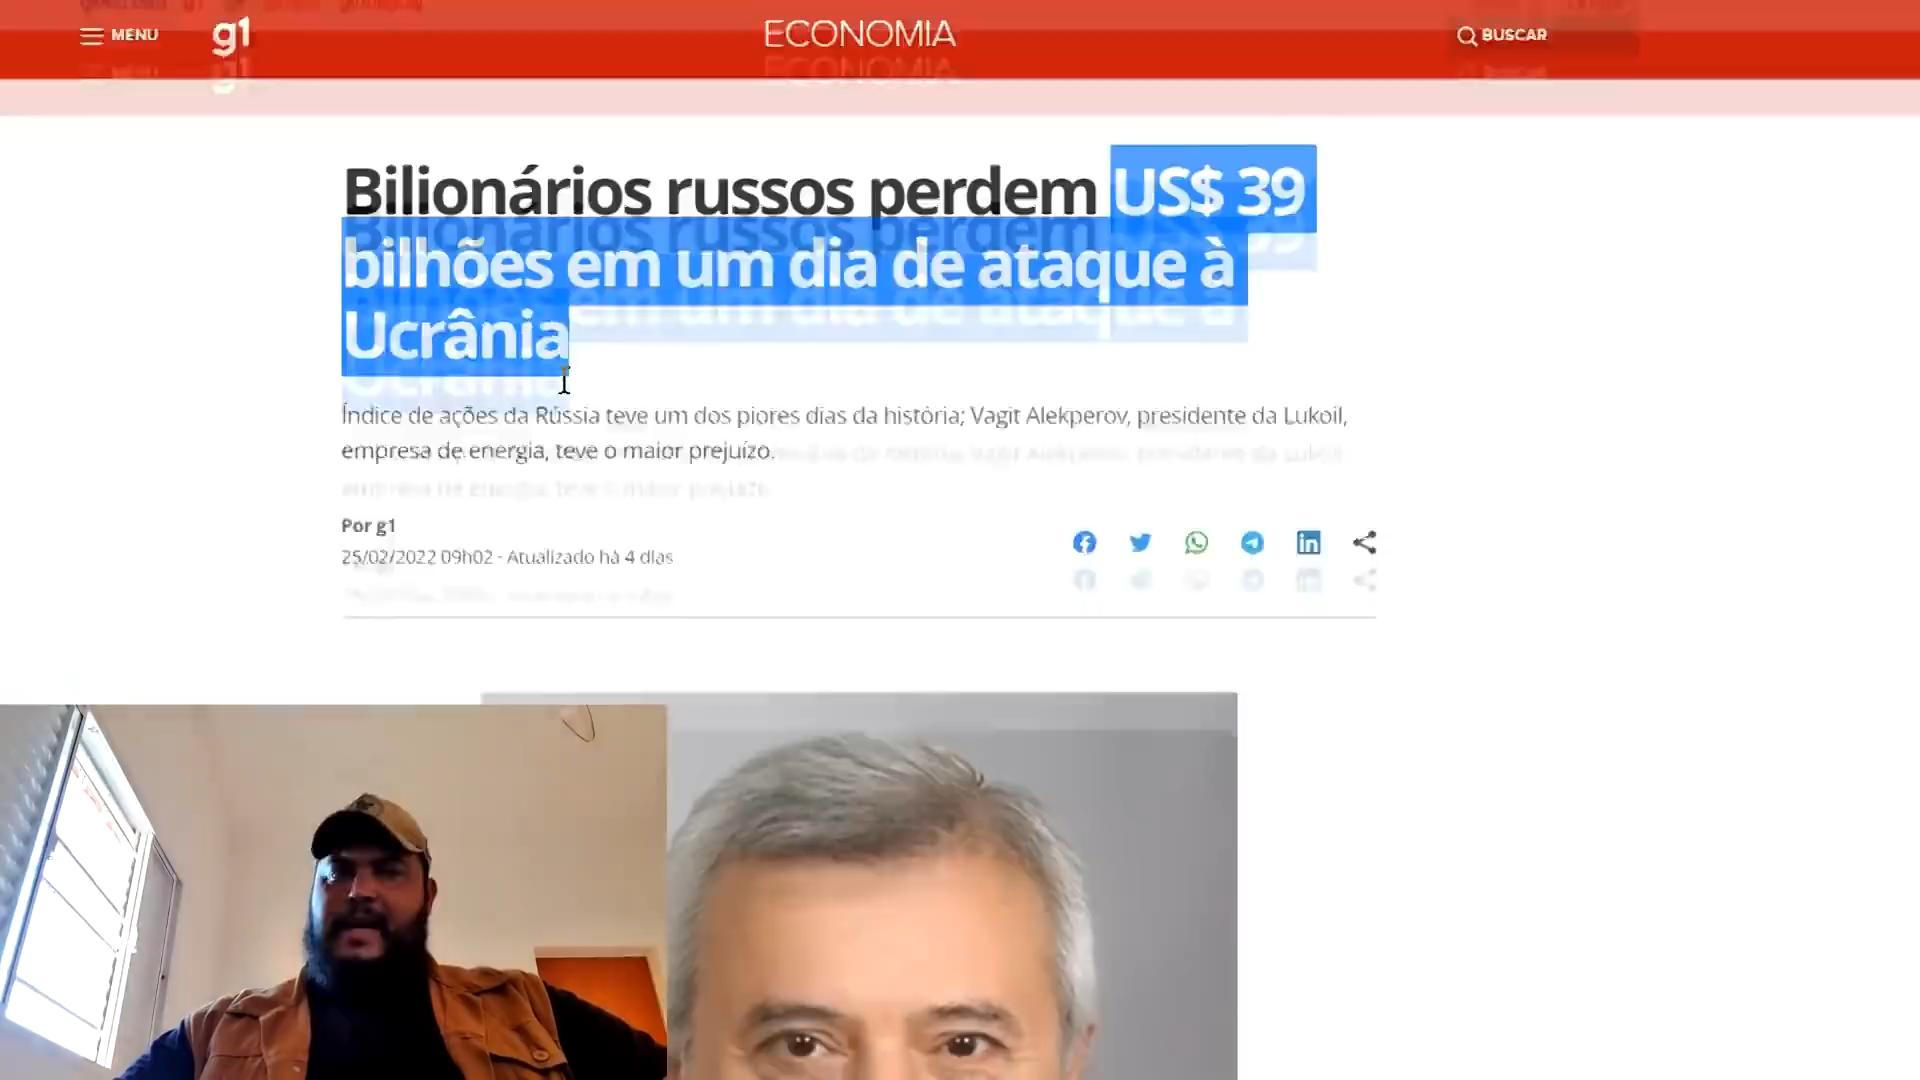 MENU
g1
ECONOMIA
BUSCAR
Bilionários russos perdem US$ 39
bilhões em um dia de ataque à
Ucrânia
Índice de ações da Rússia teve um dos piores dias da história; Vagit Alekperov, presidente da Lukoil,
empresa de energia, teve o maior prejuízo.
Por g1
25/02/2022 09h02 - Atualizado há 4 dias